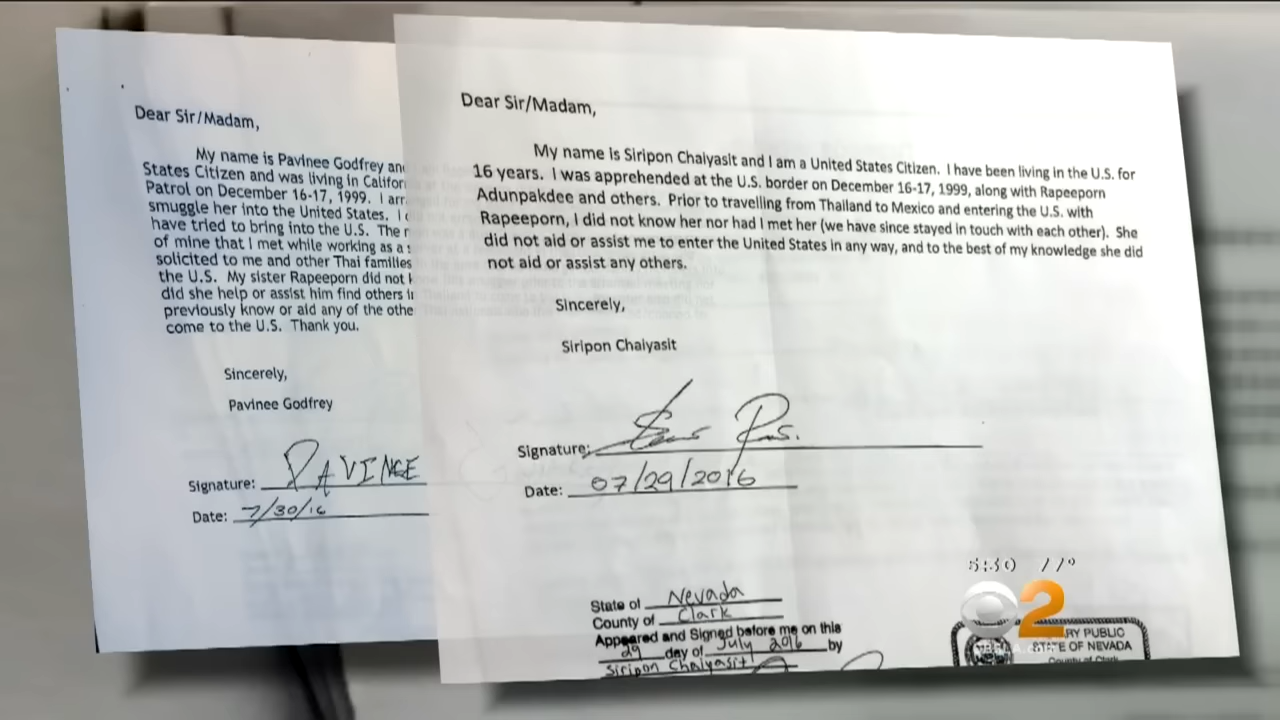 Dear Sir/Madam,
My name is Pavinee Godfrey and
States Citizen and was living in Califor
Patrol on December 16-17, 1999. I arr
smuggle her into the United States. I
have tried to bring into the U.S. The
of mine that I met while working as a
solicited to me and other Thai families
the U.S. My sister Rapeeporn did not
did she help or assist him find others
previously know or aid any of the othe
come to the U.S. Thank you.
Sincerely,
Pavinee Godfrey
Signature: PAVINEE
Date: 7/30/16
Dear Sir/Madam,
My name is Siripon Chaiyasit and I am a United States Citizen. I have been living in the U.S. for
16 years. I was apprehended at the U.S. border on December 16-17, 1999, along with Rapeeporn
Adunpakdee and others. Prior to travelling from Thailand to Mexico and entering the U.S. with
Rapeeporn, I did not know her nor had I met her (we have since stayed in touch with each other). She
did not aid or assist me to enter the United States in any way, and to the best of my knowledge she did
not aid or assist any others.
Sincerely,
Siripon Chaiyasit
Signature:
Date: 07/29/2016
State of Nevada
County of Clark
Appeared and Signed before me on this
29 day of July 2016 by
Siripon Chaiyasit
5:30 77°
2
RY PUBLIC
STATE OF NEVADA
County of Clark